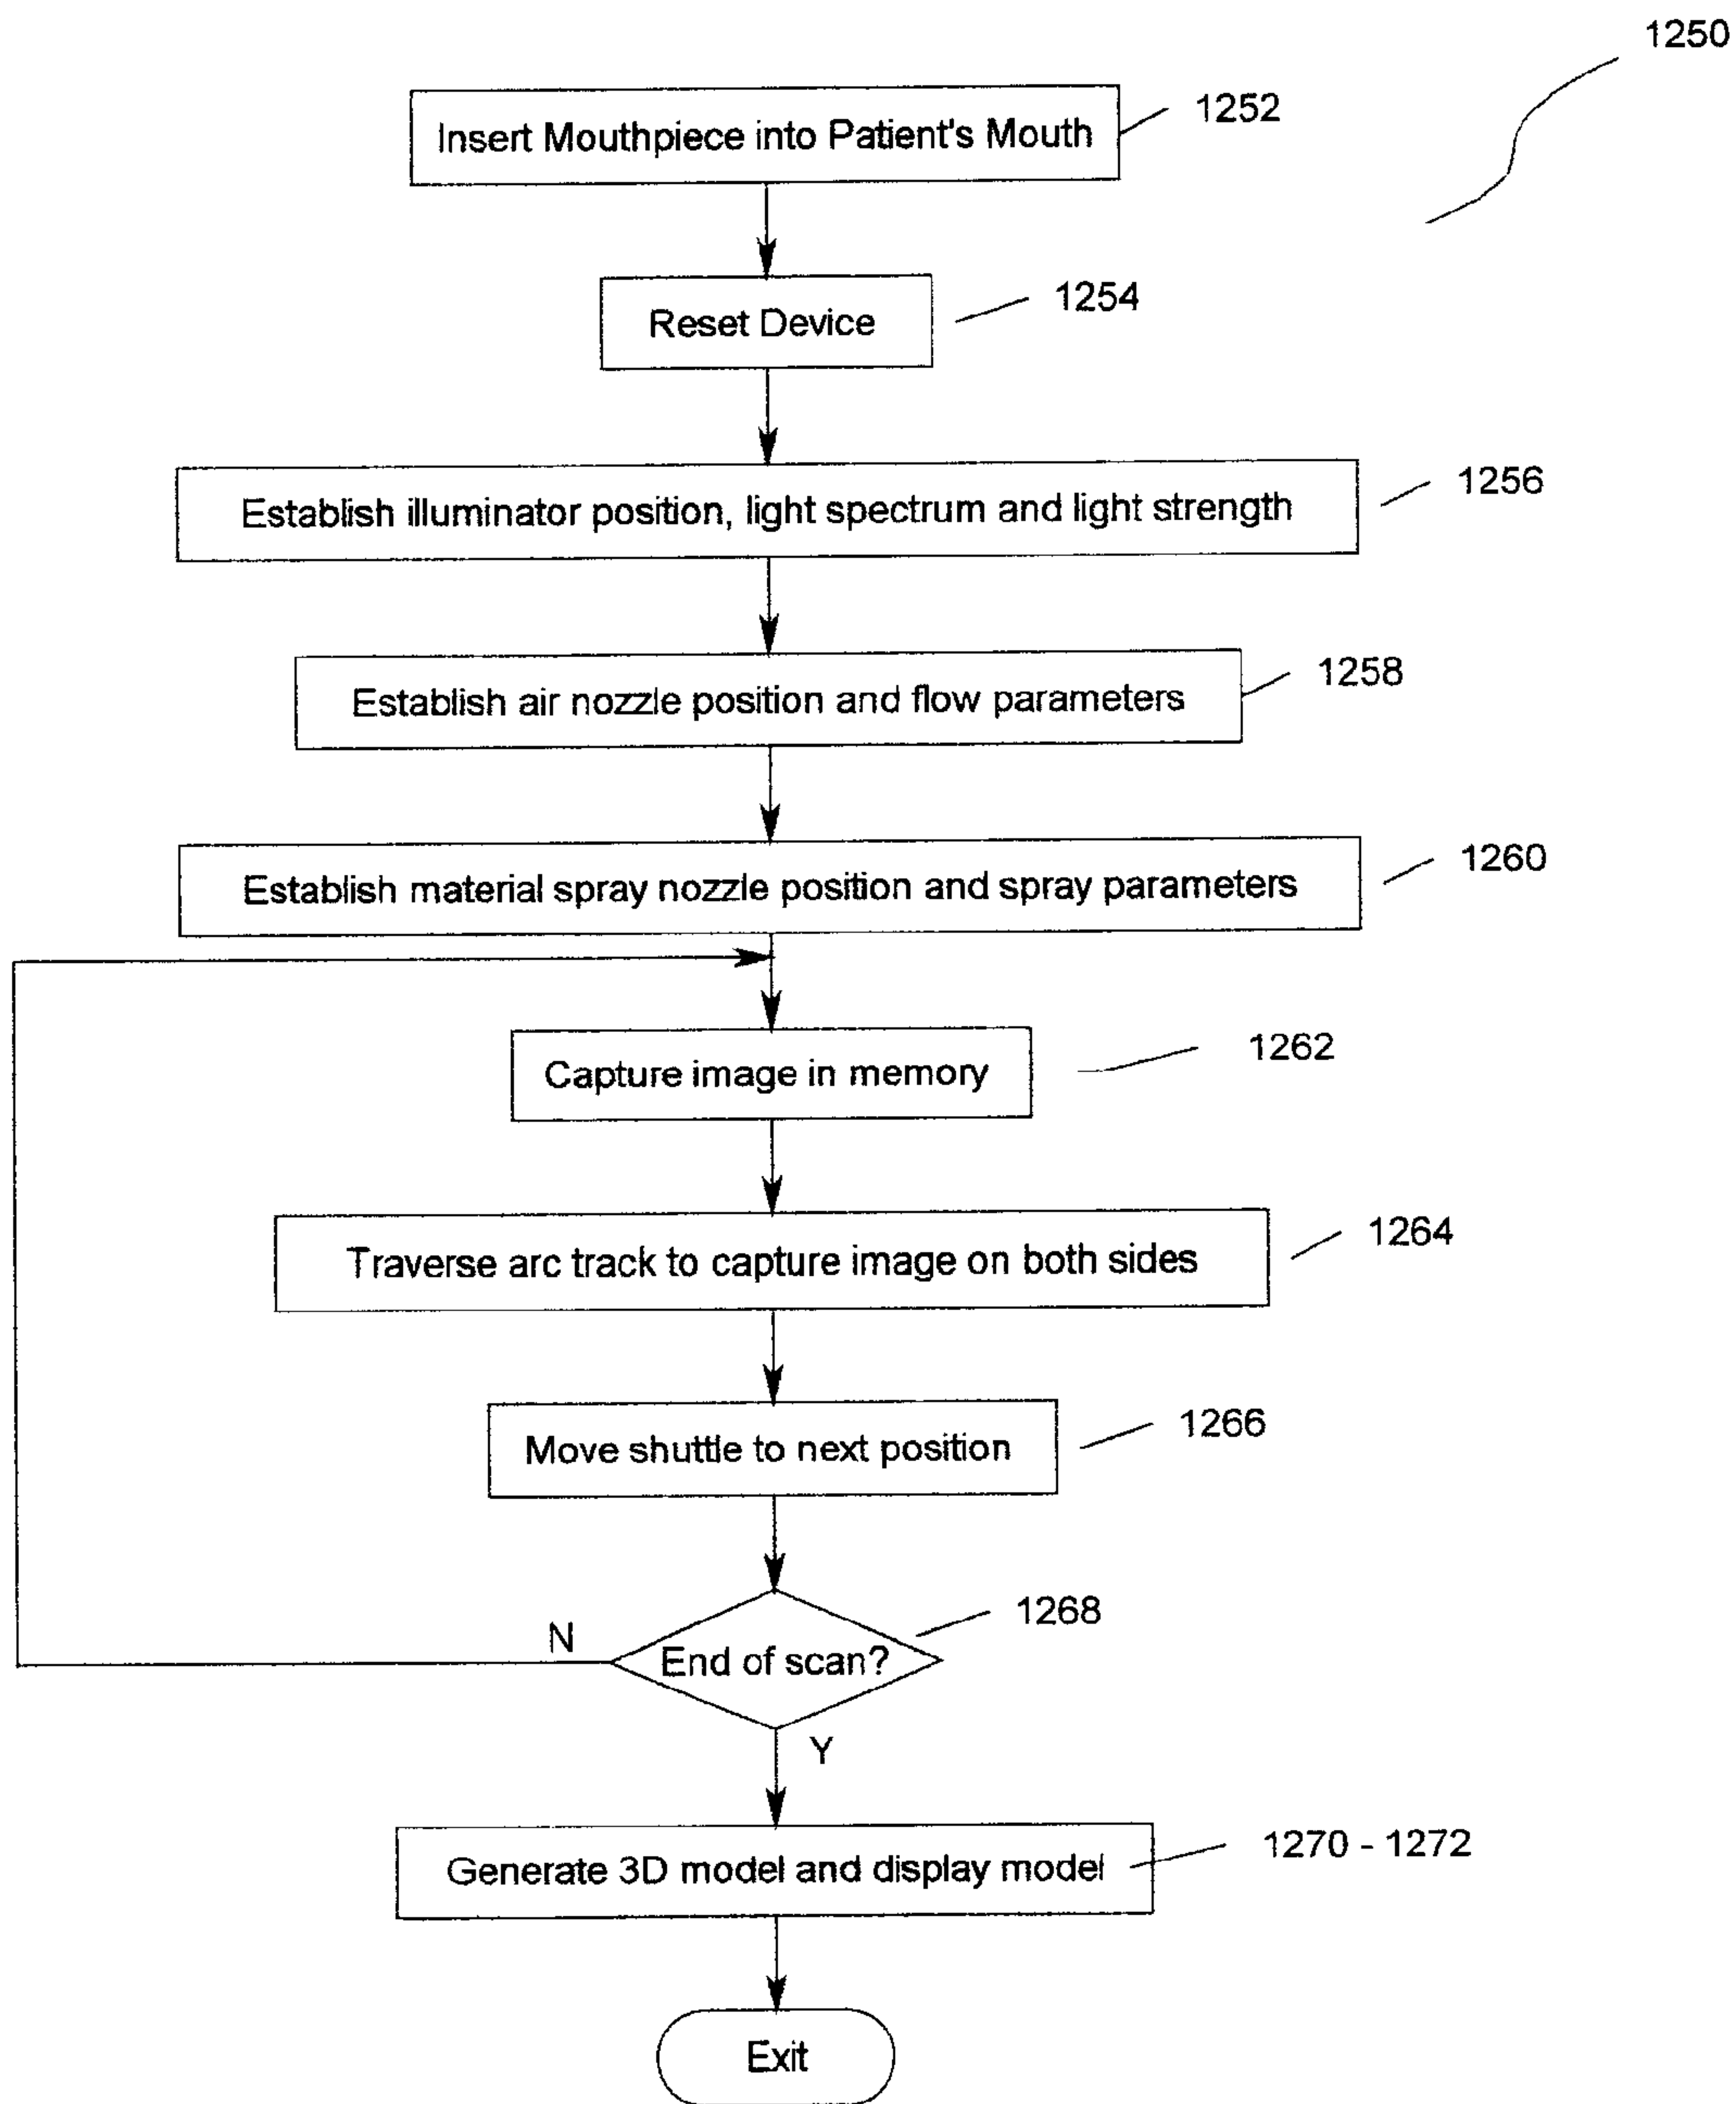 1250
Insert Mouthpiece into Patient's Mouth
1252
Reset Device
1254
Establish illuminator position, light spectrum and light strength
1256
Establish air nozzle position and flow parameters
1258
Establish material spray nozzle position and spray parameters
1260
Capture image in memory
1262
Traverse arc track to capture image on both sides
1264
Move shuttle to next position
1266
End of scan?
1268
N
Y
Generate 3D model and display model
1270 - 1272
Exit